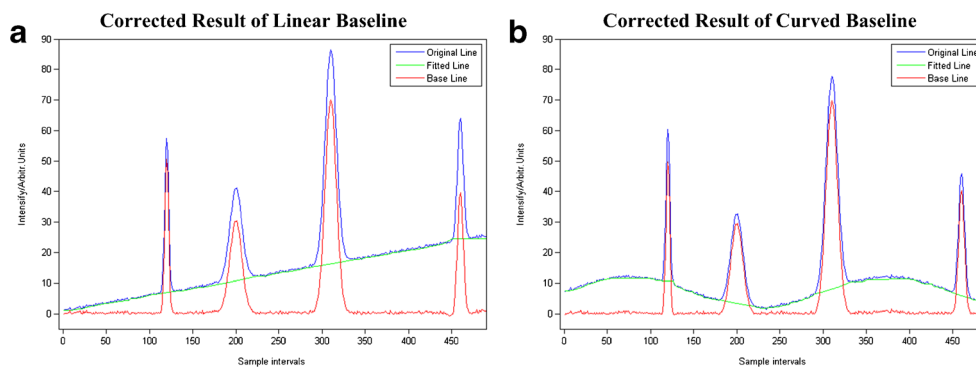 a
Corrected Result of Linear Baseline
90
80
70
60
50
40
30
20
10
0
Intensify/Arbitr.Units
Original Line
Fitted Line
Base Line
0 50 100 150 200 250 300 350 400 450
Sample intervals
b
Corrected Result of Curved Baseline
90
80
70
60
50
40
30
20
10
0
Intensify/Arbitr.Units
Original Line
Fitted Line
Base Line
0 50 100 150 200 250 300 350 400 450
Sample intervals